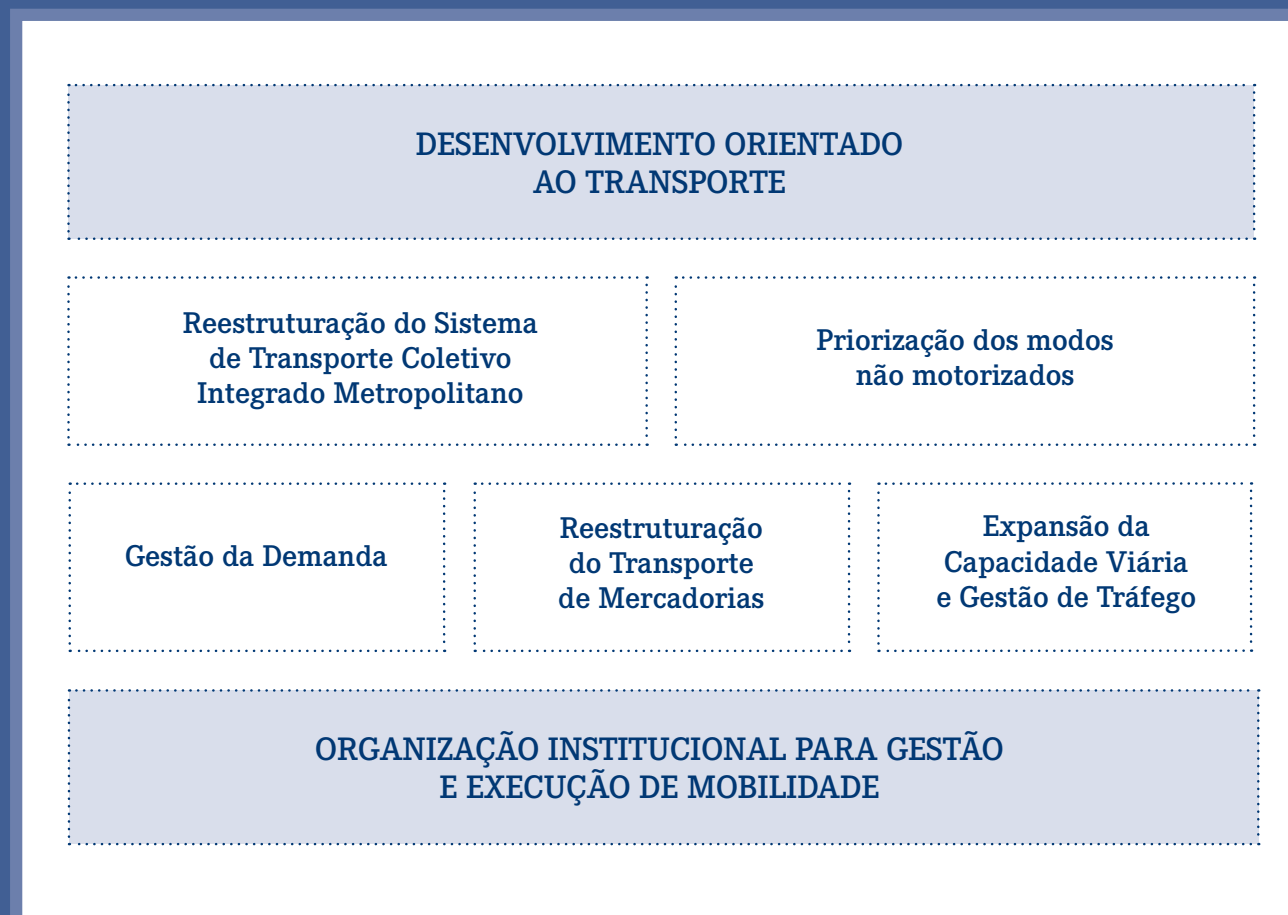 DESENVOLVIMENTO ORIENTADO
AO TRANSPORTE
Reestruturação do Sistema
de Transporte Coletivo
Integrado Metropolitano
Priorização dos modos
não motorizados
Gestão da Demanda
Reestruturação
do Transporte
de Mercadorias
Expansão da
Capacidade Viária
e Gestão de Tráfego
ORGANIZAÇÃO INSTITUCIONAL PARA GESTÃO
E EXECUÇÃO DE MOBILIDADE